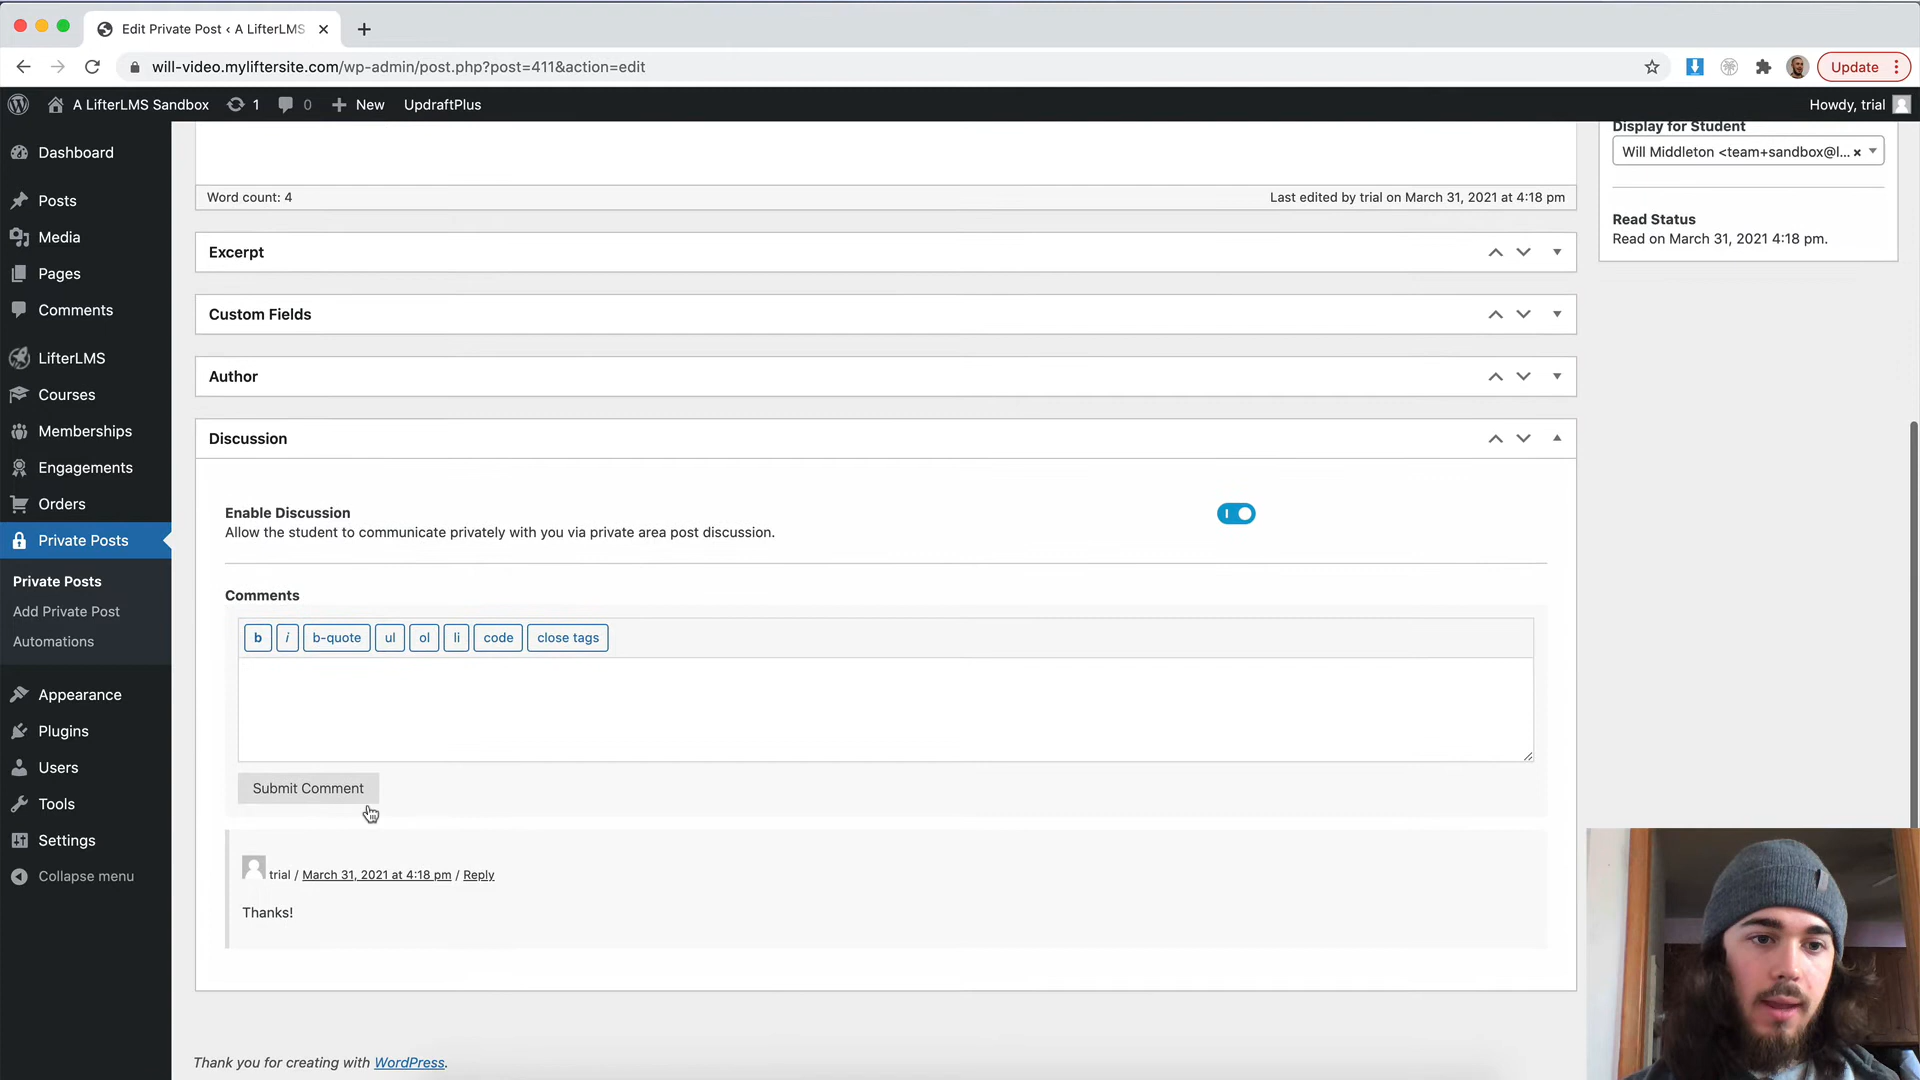 Edit Private Post ‹ A LifterLMS
will-video.myliftersite.com/wp-admin/post.php?post=411&action=edit
Update
A LifterLMS Sandbox
1
0
New
UpdraftPlus
Howdy, trial
Dashboard
Posts
Media
Pages
Comments
LifterLMS
Courses
Memberships
Engagements
Orders
Private Posts
Private Posts
Add Private Post
Automations
Appearance
Plugins
Users
Tools
Settings
Collapse menu
Word count: 4
Last edited by trial on March 31, 2021 at 4:18 pm
Excerpt
Custom Fields
Author
Discussion
Enable Discussion
Allow the student to communicate privately with you via private area post discussion.
Comments
b i b-quote ul ol li code close tags
Submit Comment
trial / March 31, 2021 at 4:18 pm / Reply
Thanks!
Thank you for creating with WordPress.
Display for Student
Will Middleton <team+sandbox@l... ×
Read Status
Read on March 31, 2021 4:18 pm.